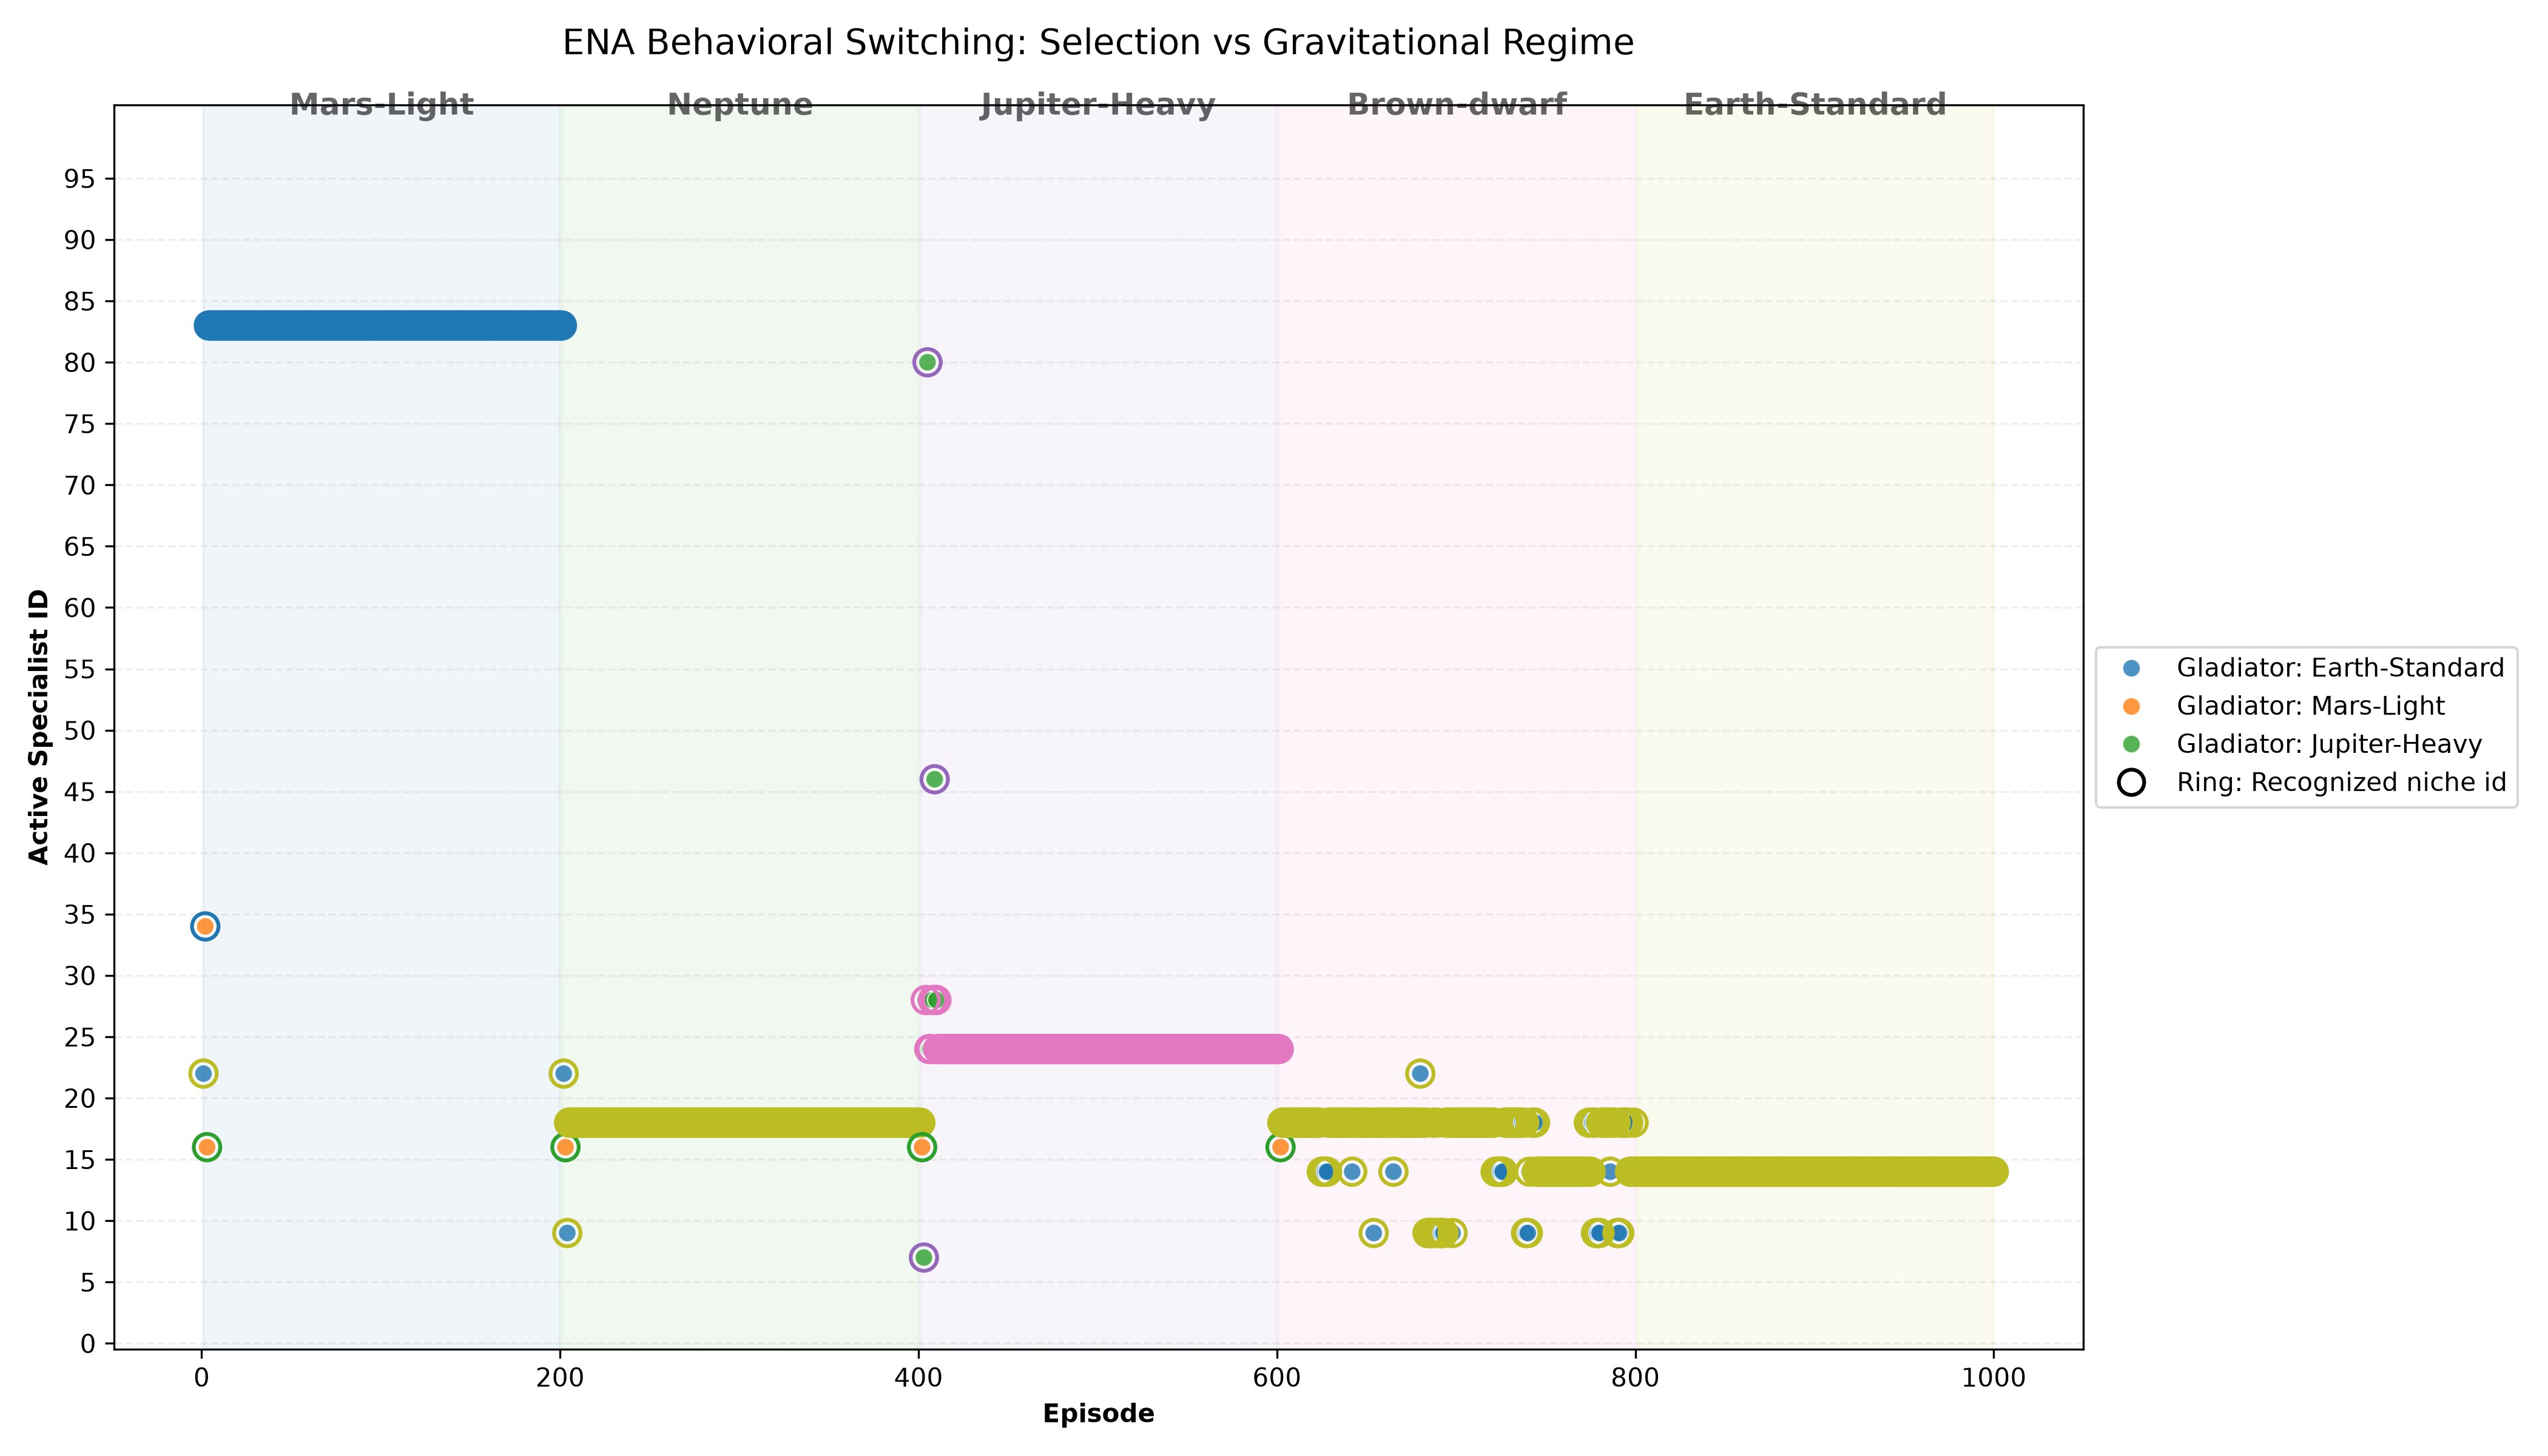 ENA Behavioral Switching: Selection vs Gravitational Regime
Mars-Light Neptune Jupiter-Heavy Brown-dwarf Earth-Standard
95
90
85
80
75
70
65
60
55
50
45
40
35
30
25
20
15
10
5
0
Active Specialist ID
0 200 400 600 800 1000
Episode
Gladiator: Earth-Standard
Gladiator: Mars-Light
Gladiator: Jupiter-Heavy
Ring: Recognized niche id